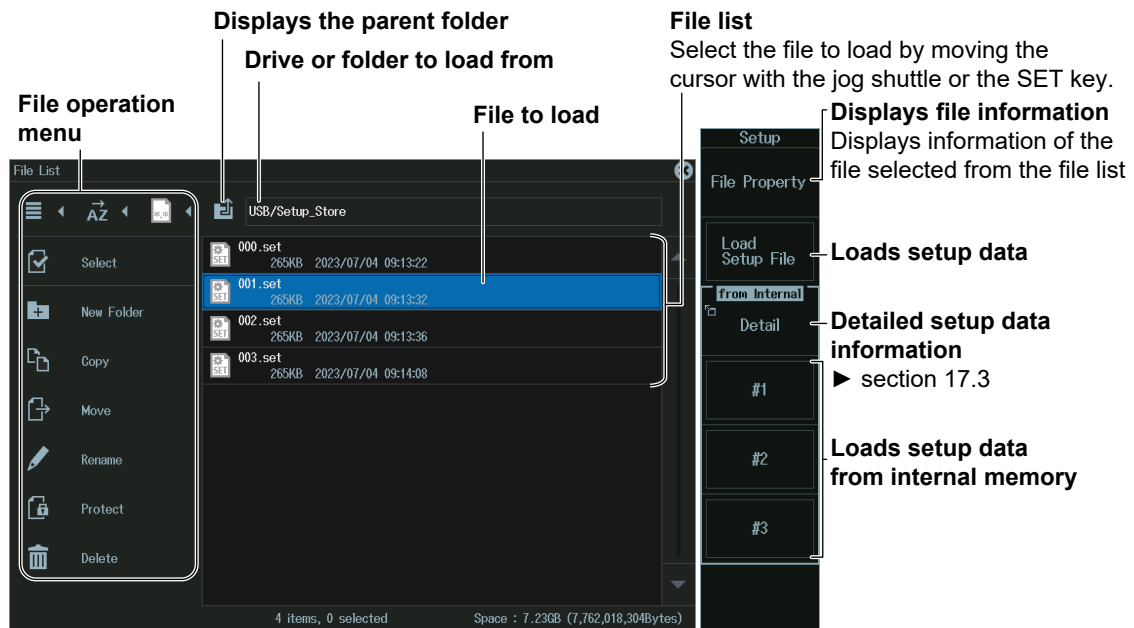 Displays the parent folder
Drive or folder to load from
File list
Select the file to load by moving the
cursor with the jog shuttle or the SET key.
File operation
menu
File to load
Displays file information
Displays information of the
file selected from the file list
File List
AZ
*.*
USB/Setup_Store
Select
New Folder
Copy
Move
Rename
Protect
Delete
SET
000.set
265KB 2023/07/04 09:13:22
SET
001.set
265KB 2023/07/04 09:13:32
SET
002.set
265KB 2023/07/04 09:13:36
SET
003.set
265KB 2023/07/04 09:14:08
4 items, 0 selected
Space : 7.23GB (7,762,018,304Bytes)
Setup
File Property
Load
Setup File
Loads setup data
from Internal
Detail
Detailed setup data
information
► section 17.3
#1
#2
#3
Loads setup data
from internal memory